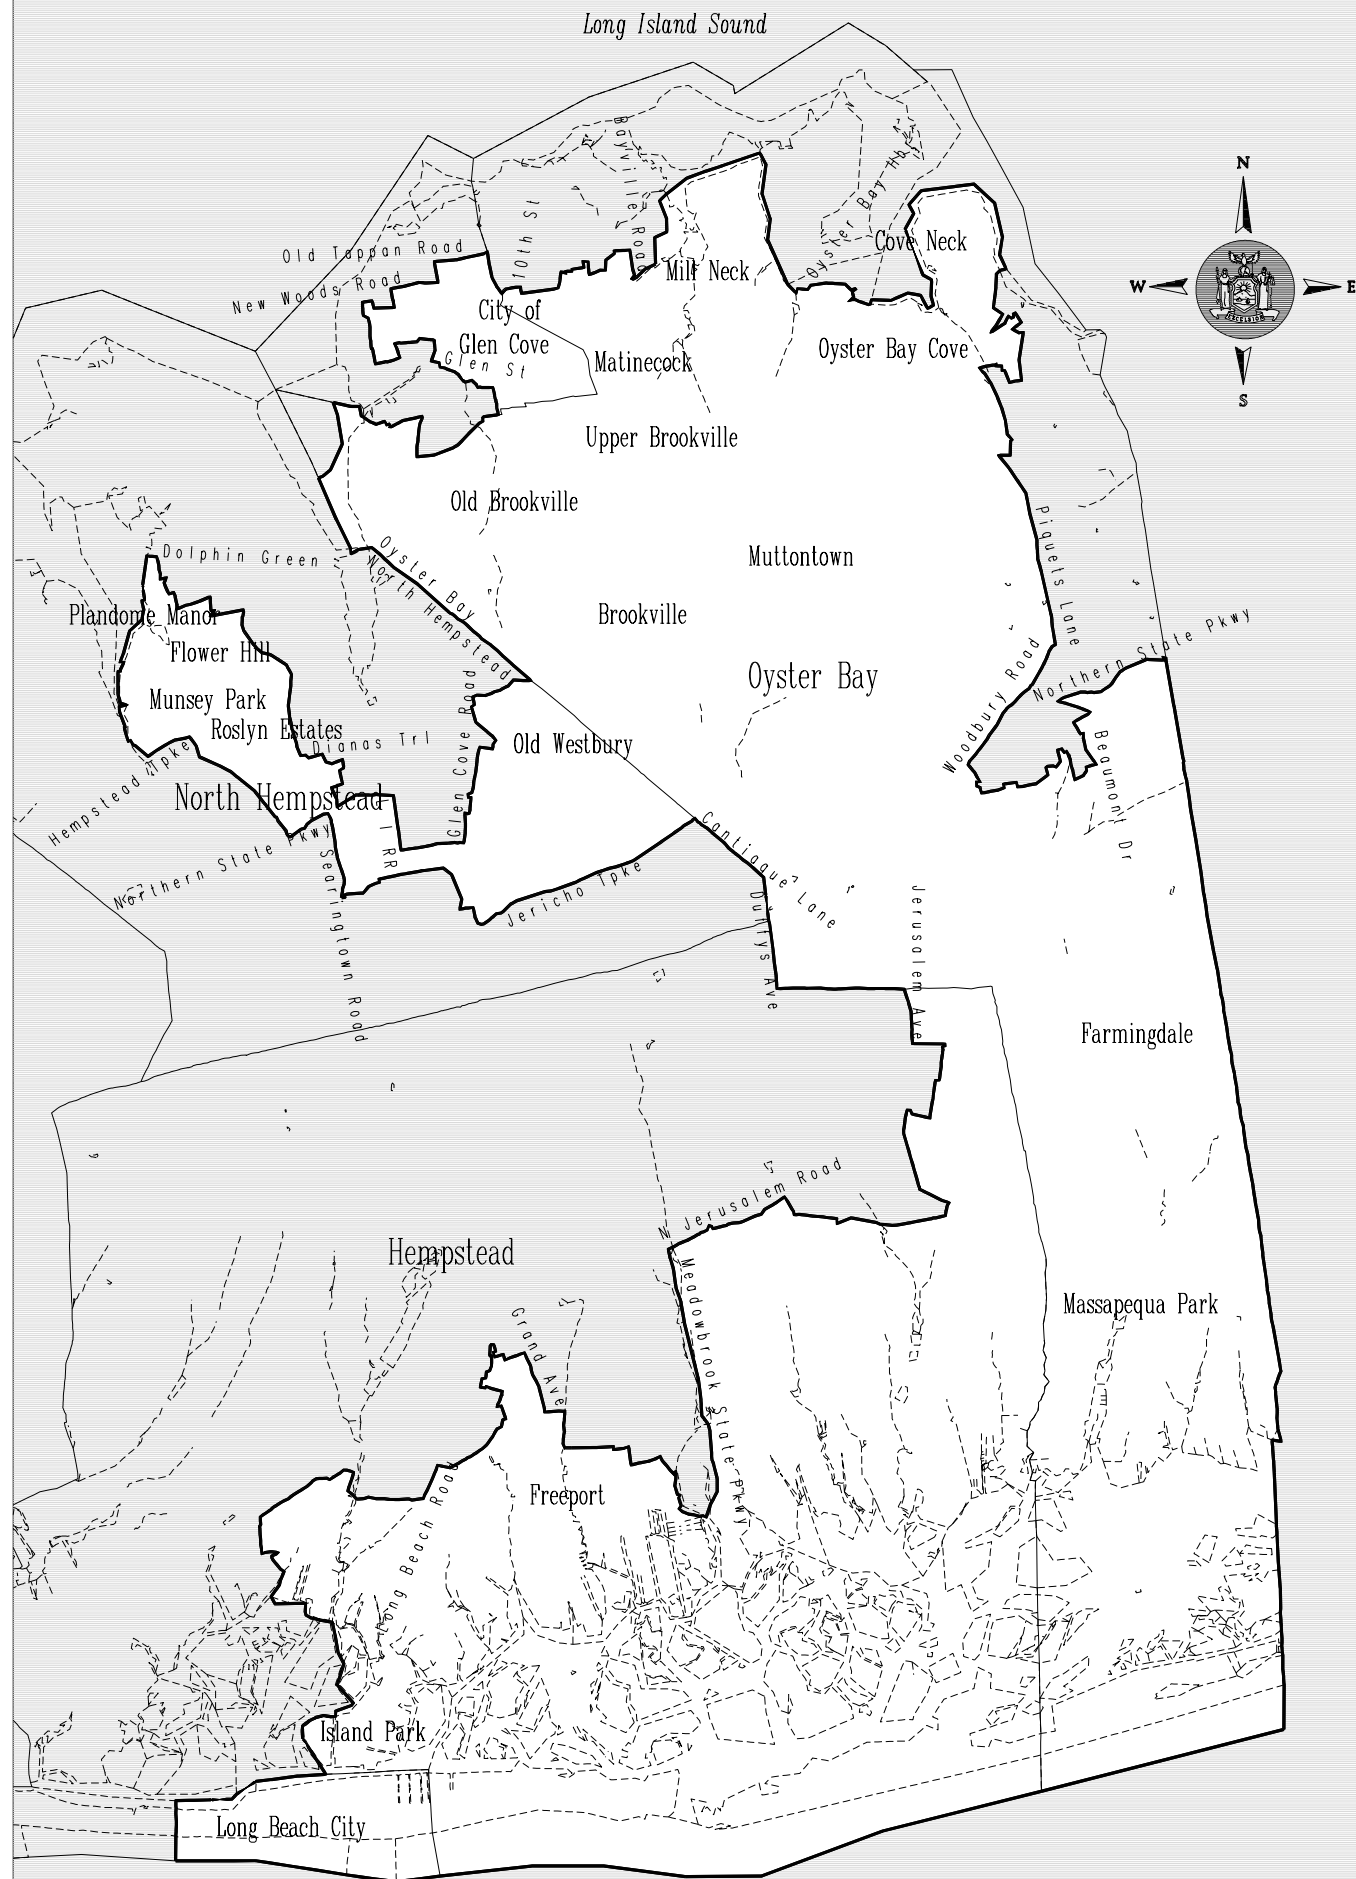 Long Island Sound
Bayville Road
Oyster Bay Hb
N
10th St
Old Tappan Road
New Woods Road
Cove Neck
Mill Neck
W
E
City of
Glen Cove
Glen St
Matinecock
Oyster Bay Cove
S
Upper Brookville
Old Brookville
Piquets Lane
Dolphin Green
Oyster Bay
North Hempstead
Muttontown
Plandome Manor
Brookville
Flower Hill
Northern State Pkwy
Woodbury Road
Oyster Bay
Munsey Park
Roslyn Estates
Dianas Trl
Glen Cove Road
Old Westbury
Beaumont Dr
Hempstead Tpke
North Hempstead
Northern State Pkwy
L I RR
Searingtown Road
Jericho Tpke
Cantiague Lane
Duffys Ave
Jerusalem Ave
Farmingdale
N Jerusalem Road
Hempstead
Meadowbrook State Pkwy
Massapequa Park
Grand Ave
Freeport
Long Beach Road
Island Park
Long Beach City